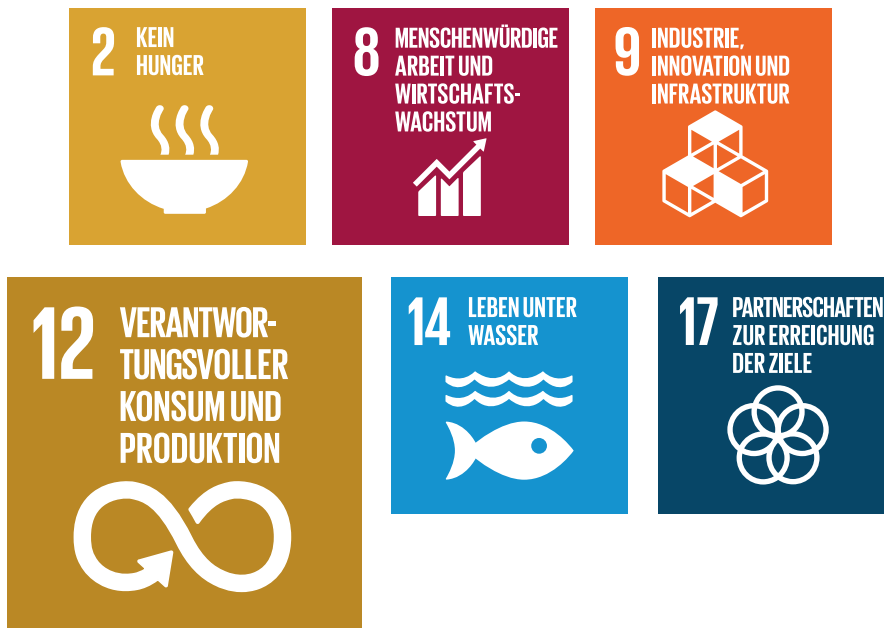 2 KEIN
HUNGER
8 MENSCHENWÜRDIGE
ARBEIT UND
WIRTSCHAFTS-
WACHSTUM
9 INDUSTRIE,
INNOVATION UND
INFRASTRUKTUR
12 VERANTWOR-
TUNGSVOLLER
KONSUM UND
PRODUKTION
14 LEBEN UNTER
WASSER
17 PARTNERSCHAFTEN
ZUR ERREICHUNG
DER ZIELE